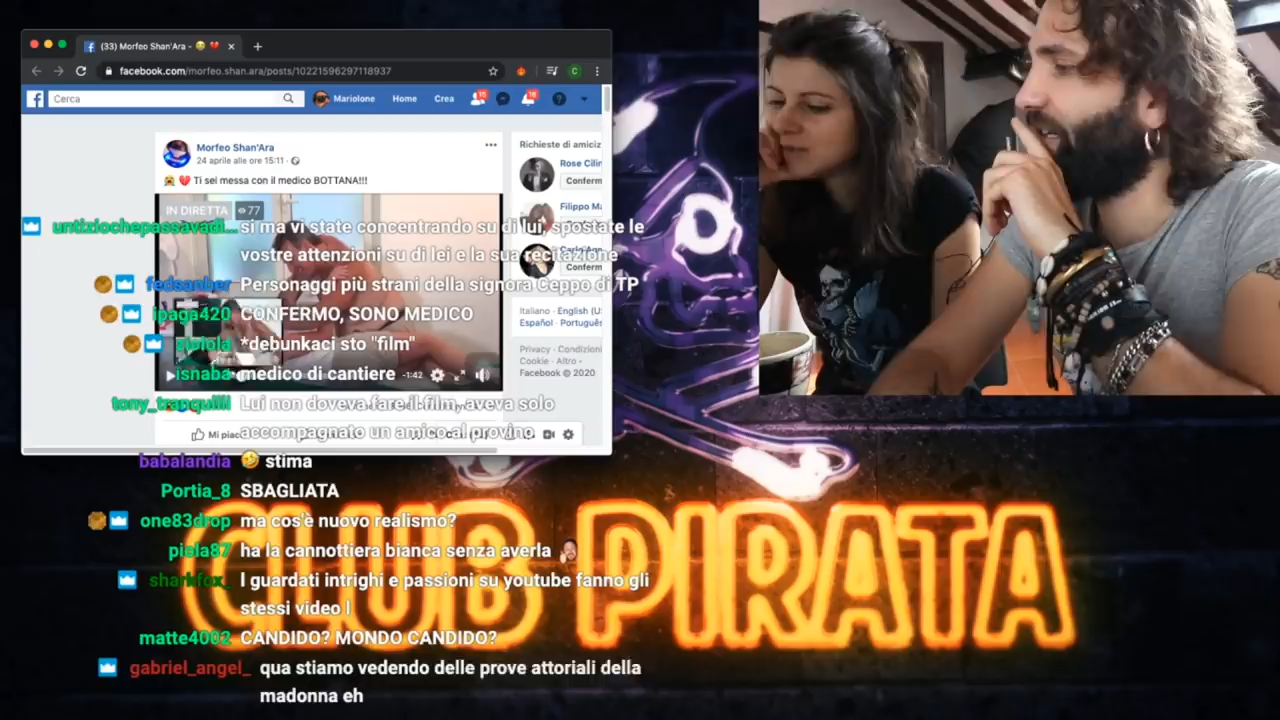 (33) Morfeo Shan'Ara - 😭 💔
facebook.com/morfeo.shan.ara/posts/10221596297118937
Cerca
Mariolone
Home
Crea
15
18
Morfeo Shan'Ara
24 aprile alle ore 15:11
😭 💔 Ti sei messa con il medico BOTTANA!!!
IN DIRETTA 77
-1:42
Mi piac
Richieste di amiciz
Rose Cilin
Conferm
Filippo Ma
Conferm
Italiano · English (U
Español · Portuguê
Privacy · Condizioni
Cookie · Altro ·
Facebook © 2020
untiziochepassavadi... si ma vi state concentrando su di lui, spostate le
vostre attenzioni su di lei e la sua recitazione
fedsanber Personaggi più strani della signora Ceppo di TP
ipaga420 CONFERMO, SONO MEDICO
*debunkaci sto "film"
isnaba medico di cantiere
tony_tranquilli Lui non doveva fare il film, aveva solo
accompagnato un amico al provino
babalandia 🤣 stima
Portia_8 SBAGLIATA
one83drop ma cos'è nuovo realismo?
piola87 ha la cannottiera bianca senza averla
sharkfox_ I guardati intrighi e passioni su youtube fanno gli
stessi video I
matte4002 CANDIDO? MONDO CANDIDO?
gabriel_angel_ qua stiamo vedendo delle prove attoriali della
madonna eh
CLUB PIRATA